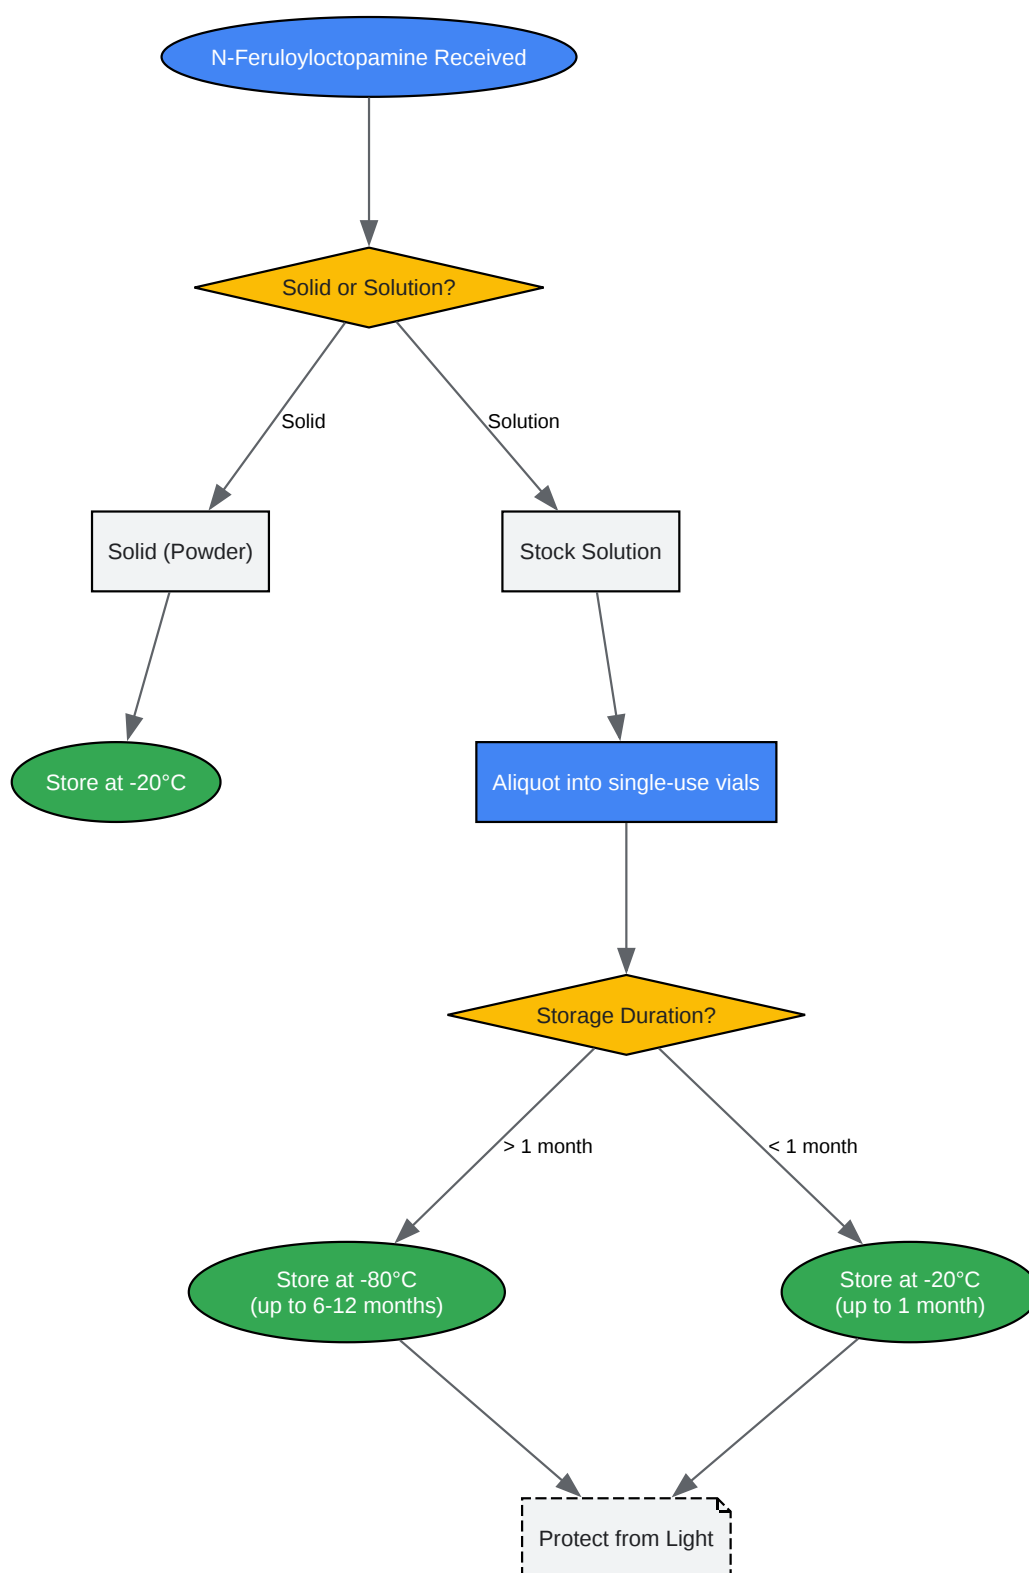 N-Feruloyloctopamine Received
Solid or Solution?
Solid
Solution
Solid (Powder)
Stock Solution
Store at -20°C
Aliquot into single-use vials
Storage Duration?
> 1 month
< 1 month
Store at -80°C
(up to 6-12 months)
Store at -20°C
(up to 1 month)
Protect from Light